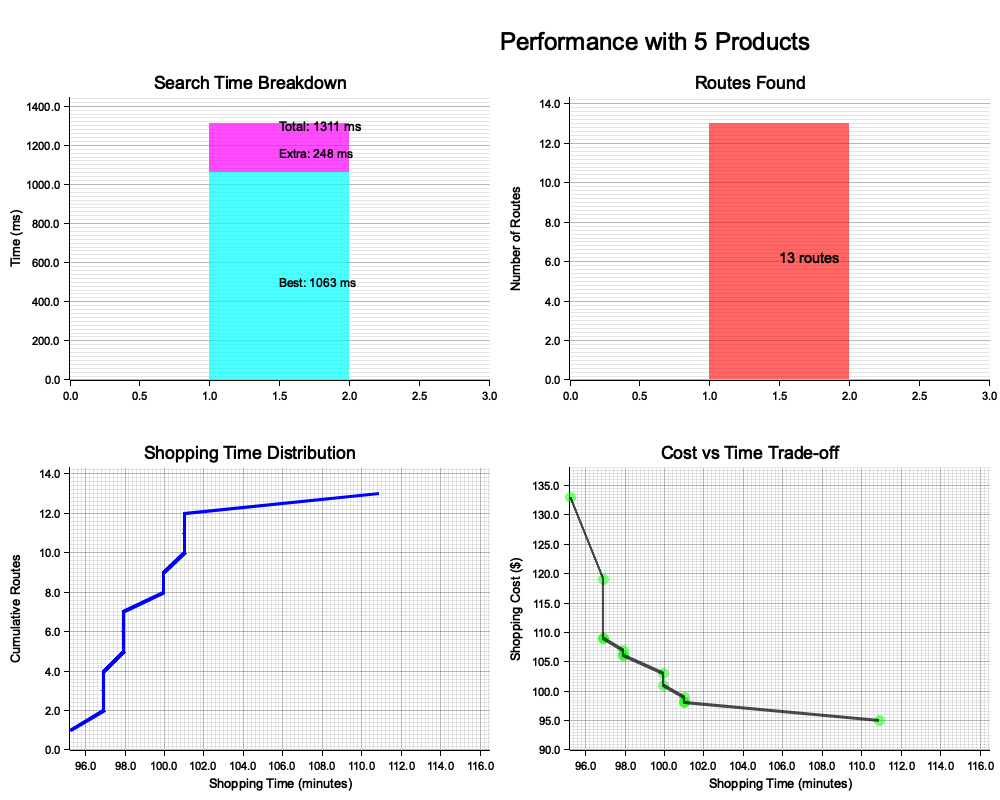 Performance with 5 Products
Search Time Breakdown
1400.0
1200.0
1000.0
800.0
600.0
400.0
200.0
0.0
Time (ms)
Total: 1311 ms
Extra: 248 ms
Best: 1063 ms
0.0 0.5 1.0 1.5 2.0 2.5 3.0
Routes Found
14.0
12.0
10.0
8.0
6.0
4.0
2.0
0.0
Number of Routes
13 routes
0.0 0.5 1.0 1.5 2.0 2.5 3.0
Shopping Time Distribution
14.0
12.0
10.0
8.0
6.0
4.0
2.0
0.0
Cumulative Routes
96.0 98.0 100.0 102.0 104.0 106.0 108.0 110.0 112.0 114.0 116.0
Shopping Time (minutes)
Cost vs Time Trade-off
135.0
130.0
125.0
120.0
115.0
110.0
105.0
100.0
95.0
90.0
Shopping Cost ($)
96.0 98.0 100.0 102.0 104.0 106.0 108.0 110.0 112.0 114.0 116.0
Shopping Time (minutes)